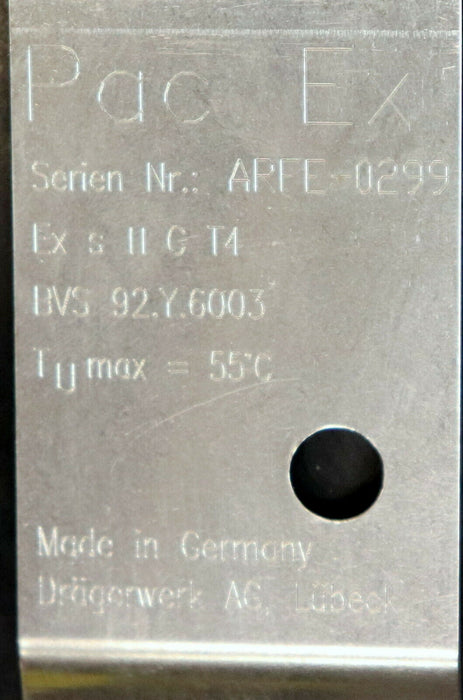 Pac Ex
Serien Nr.: ARFE-0299
Ex s II C T4
BVS 92.Y.6003
TU max = 55°C
Made in Germany
Drägerwerk AG, Lübeck